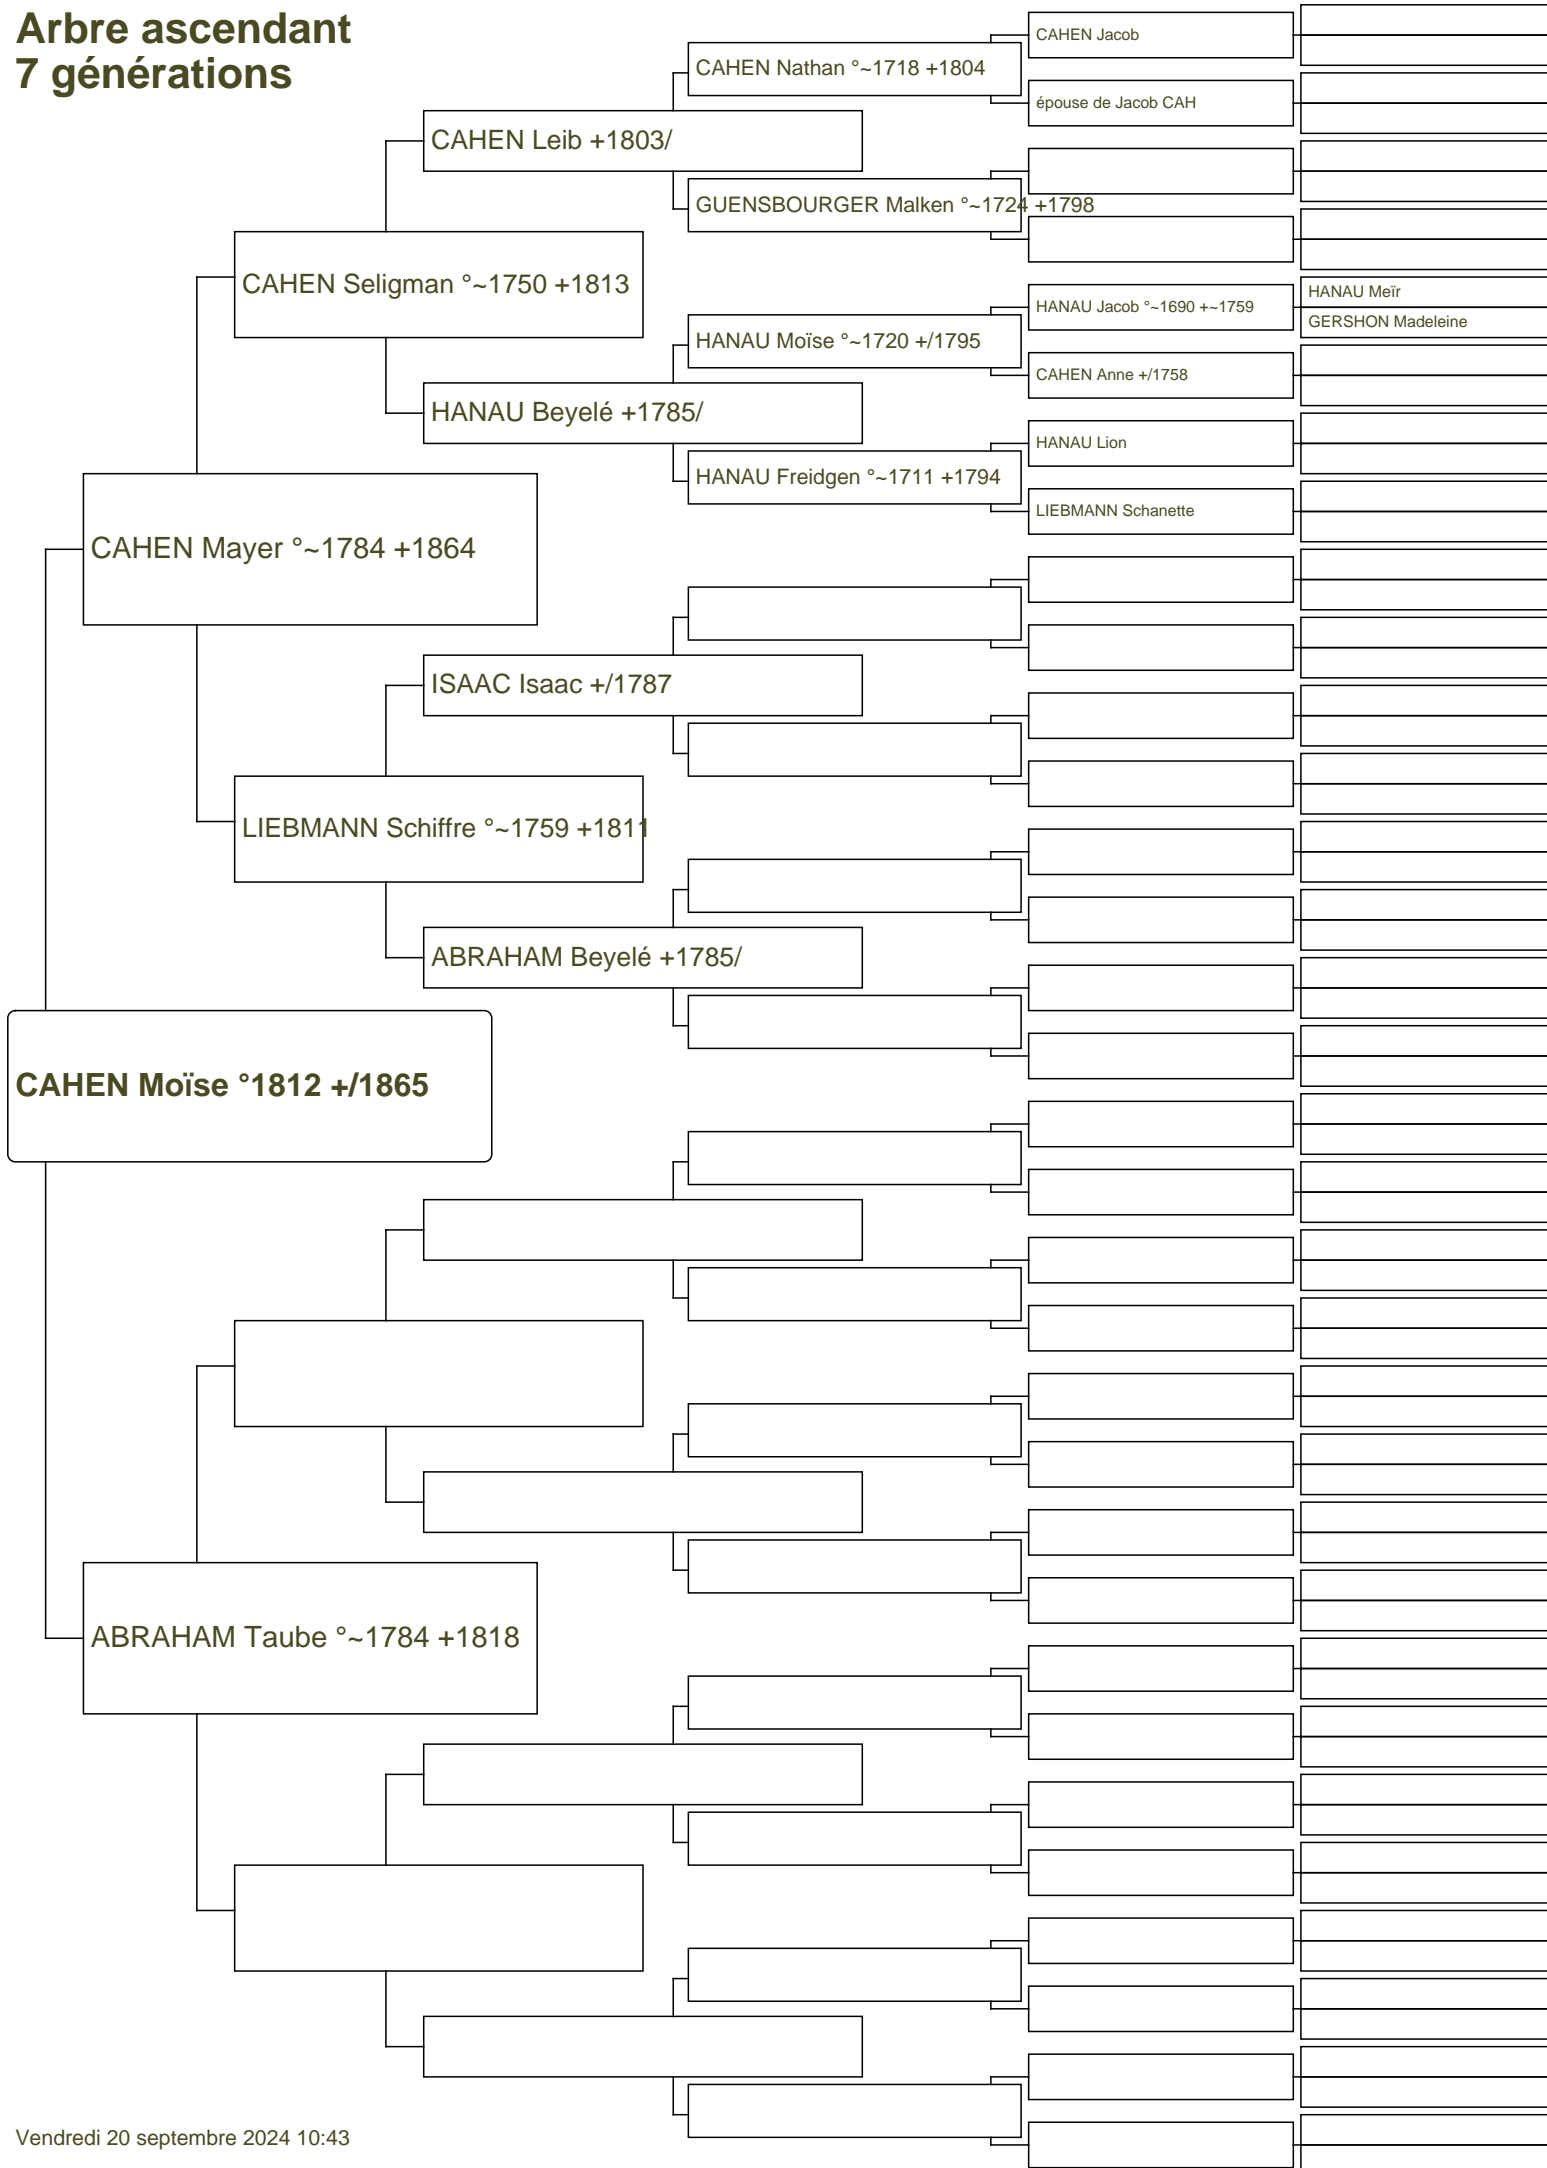 Arbre ascendant
7 générations
CAHEN Jacob
CAHEN Nathan °~1718 +1804
épouse de Jacob CAH
CAHEN Leib +1803/
GUENSBOURGER Malken °~1724 +1798
CAHEN Seligman °~1750 +1813
HANAU Meïr
HANAU Jacob °~1690 +~1759
GERSHON Madeleine
HANAU Moïse °~1720 +/1795
CAHEN Anne +/1758
HANAU Beyelé +1785/
HANAU Lion
HANAU Freidgen °~1711 +1794
LIEBMANN Schanette
CAHEN Mayer °~1784 +1864
ISAAC Isaac +/1787
LIEBMANN Schiffre °~1759 +1811
ABRAHAM Beyelé +1785/
CAHEN Moïse °1812 +/1865
ABRAHAM Taube °~1784 +1818
Vendredi 20 septembre 2024 10:43